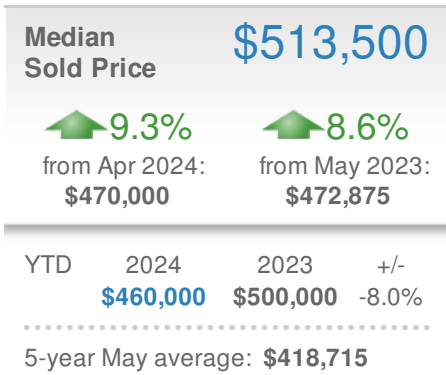 Median
Sold Price
$513,500
9.3%
from Apr 2024:
$470,000
8.6%
from May 2023:
$472,875
YTD 2024 2023 +/-
$460,000 $500,000 -8.0%
5-year May average: $418,715